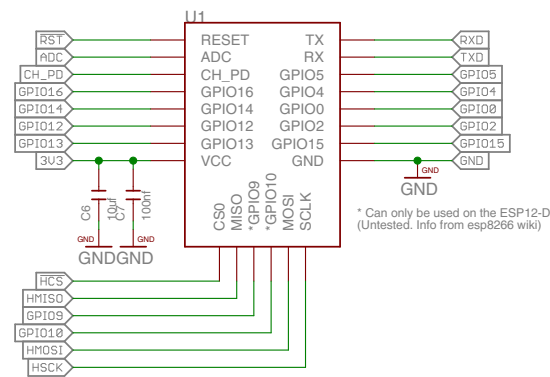 U1
RST RESET TX RXD
ADC ADC RX TXD
CH_PD CH_PD GPIO5 GPIO5
GPIO16 GPIO16 GPIO4 GPIO4
GPIO14 GPIO14 GPIO0 GPIO0
GPIO12 GPIO12 GPIO2 GPIO2
GPIO13 GPIO13 GPIO15 GPIO15
3V3 VCC GND GND
GND
GND
C6
10uf
C7
100nf
CS0
MISO
*GPIO9
*GPIO10
MOSI
SCLK
* Can only be used on the ESP12-D
(Untested. Info from esp8266 wiki)
GND GND
GND GND
HCS
HMISO
GPIO9
GPIO10
HMOSI
HSCK